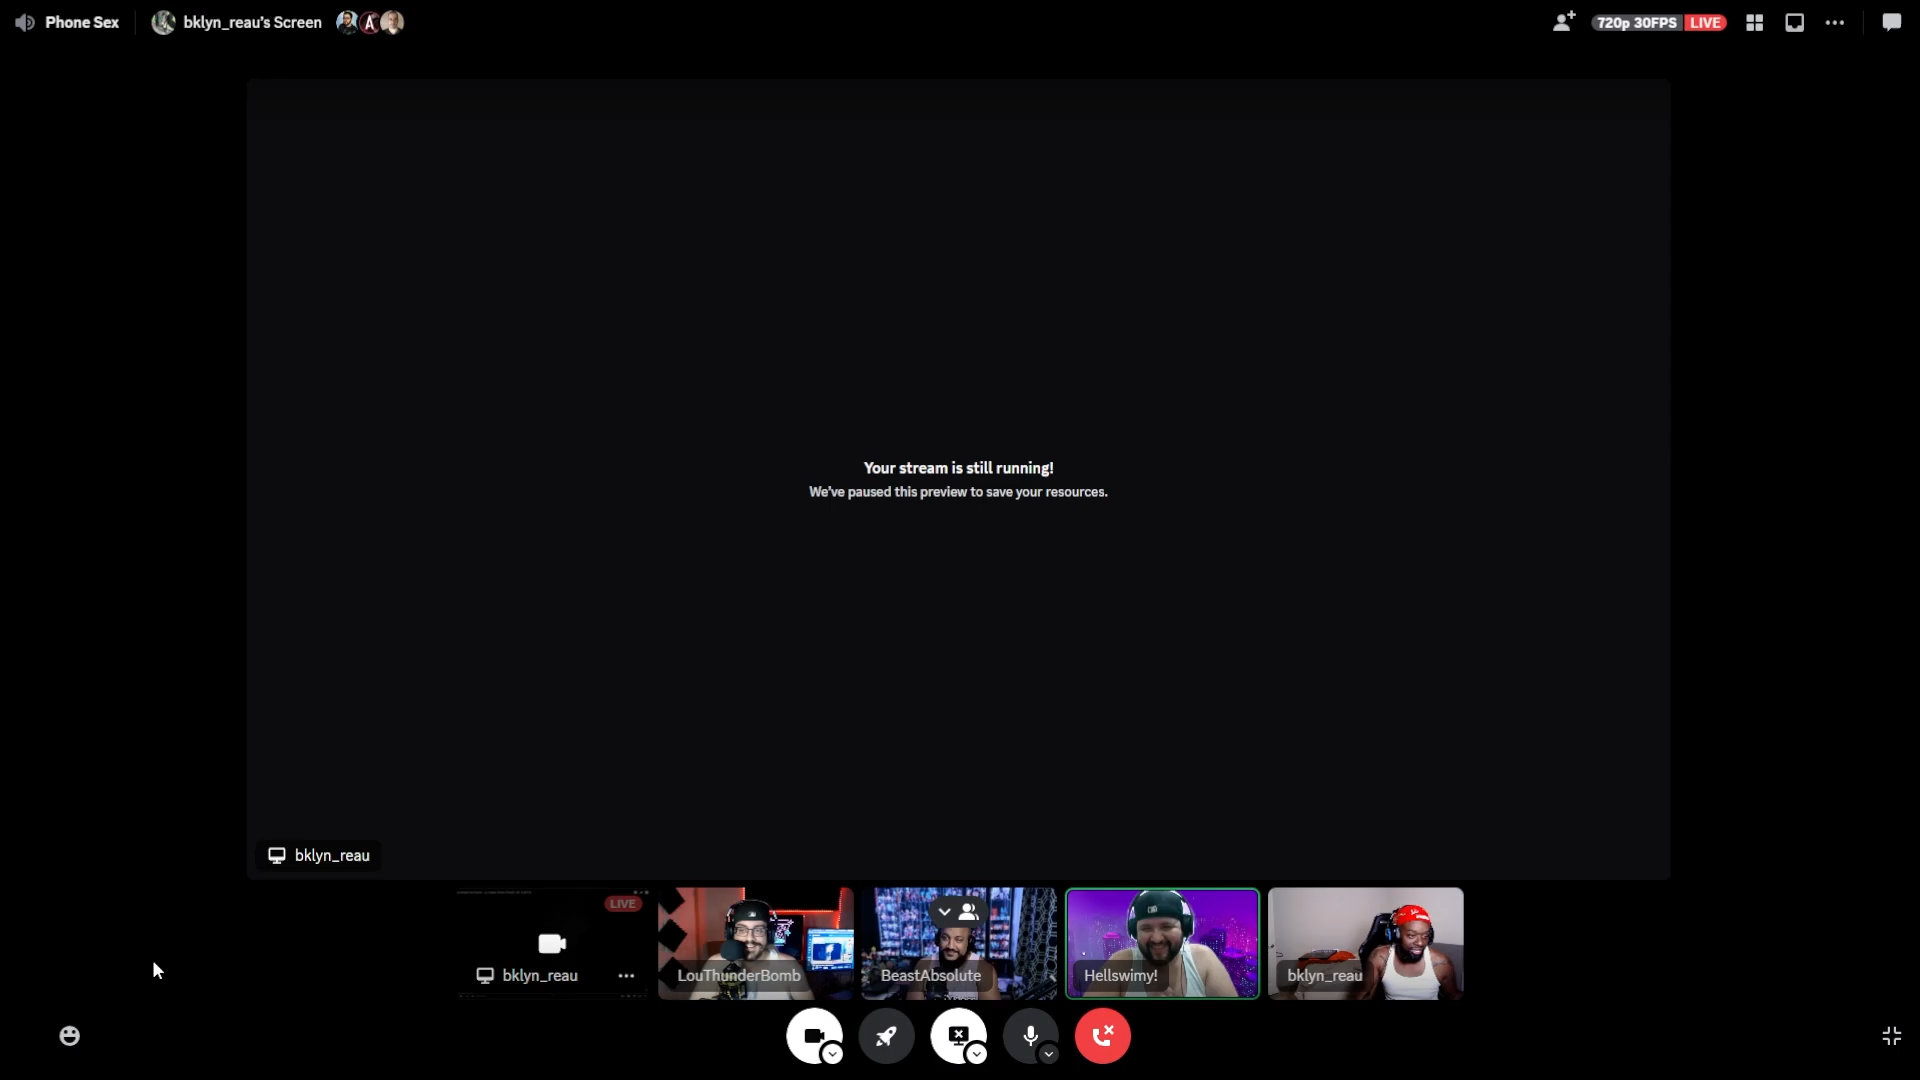 Phone Sex
bklyn_reau's Screen
720p 30FPS LIVE
Your stream is still running!
We've paused this preview to save your resources.
bklyn_reau
LIVE
bklyn_reau
LouThunderBomb
BeastAbsolute
Hellswimy!
bklyn_reau